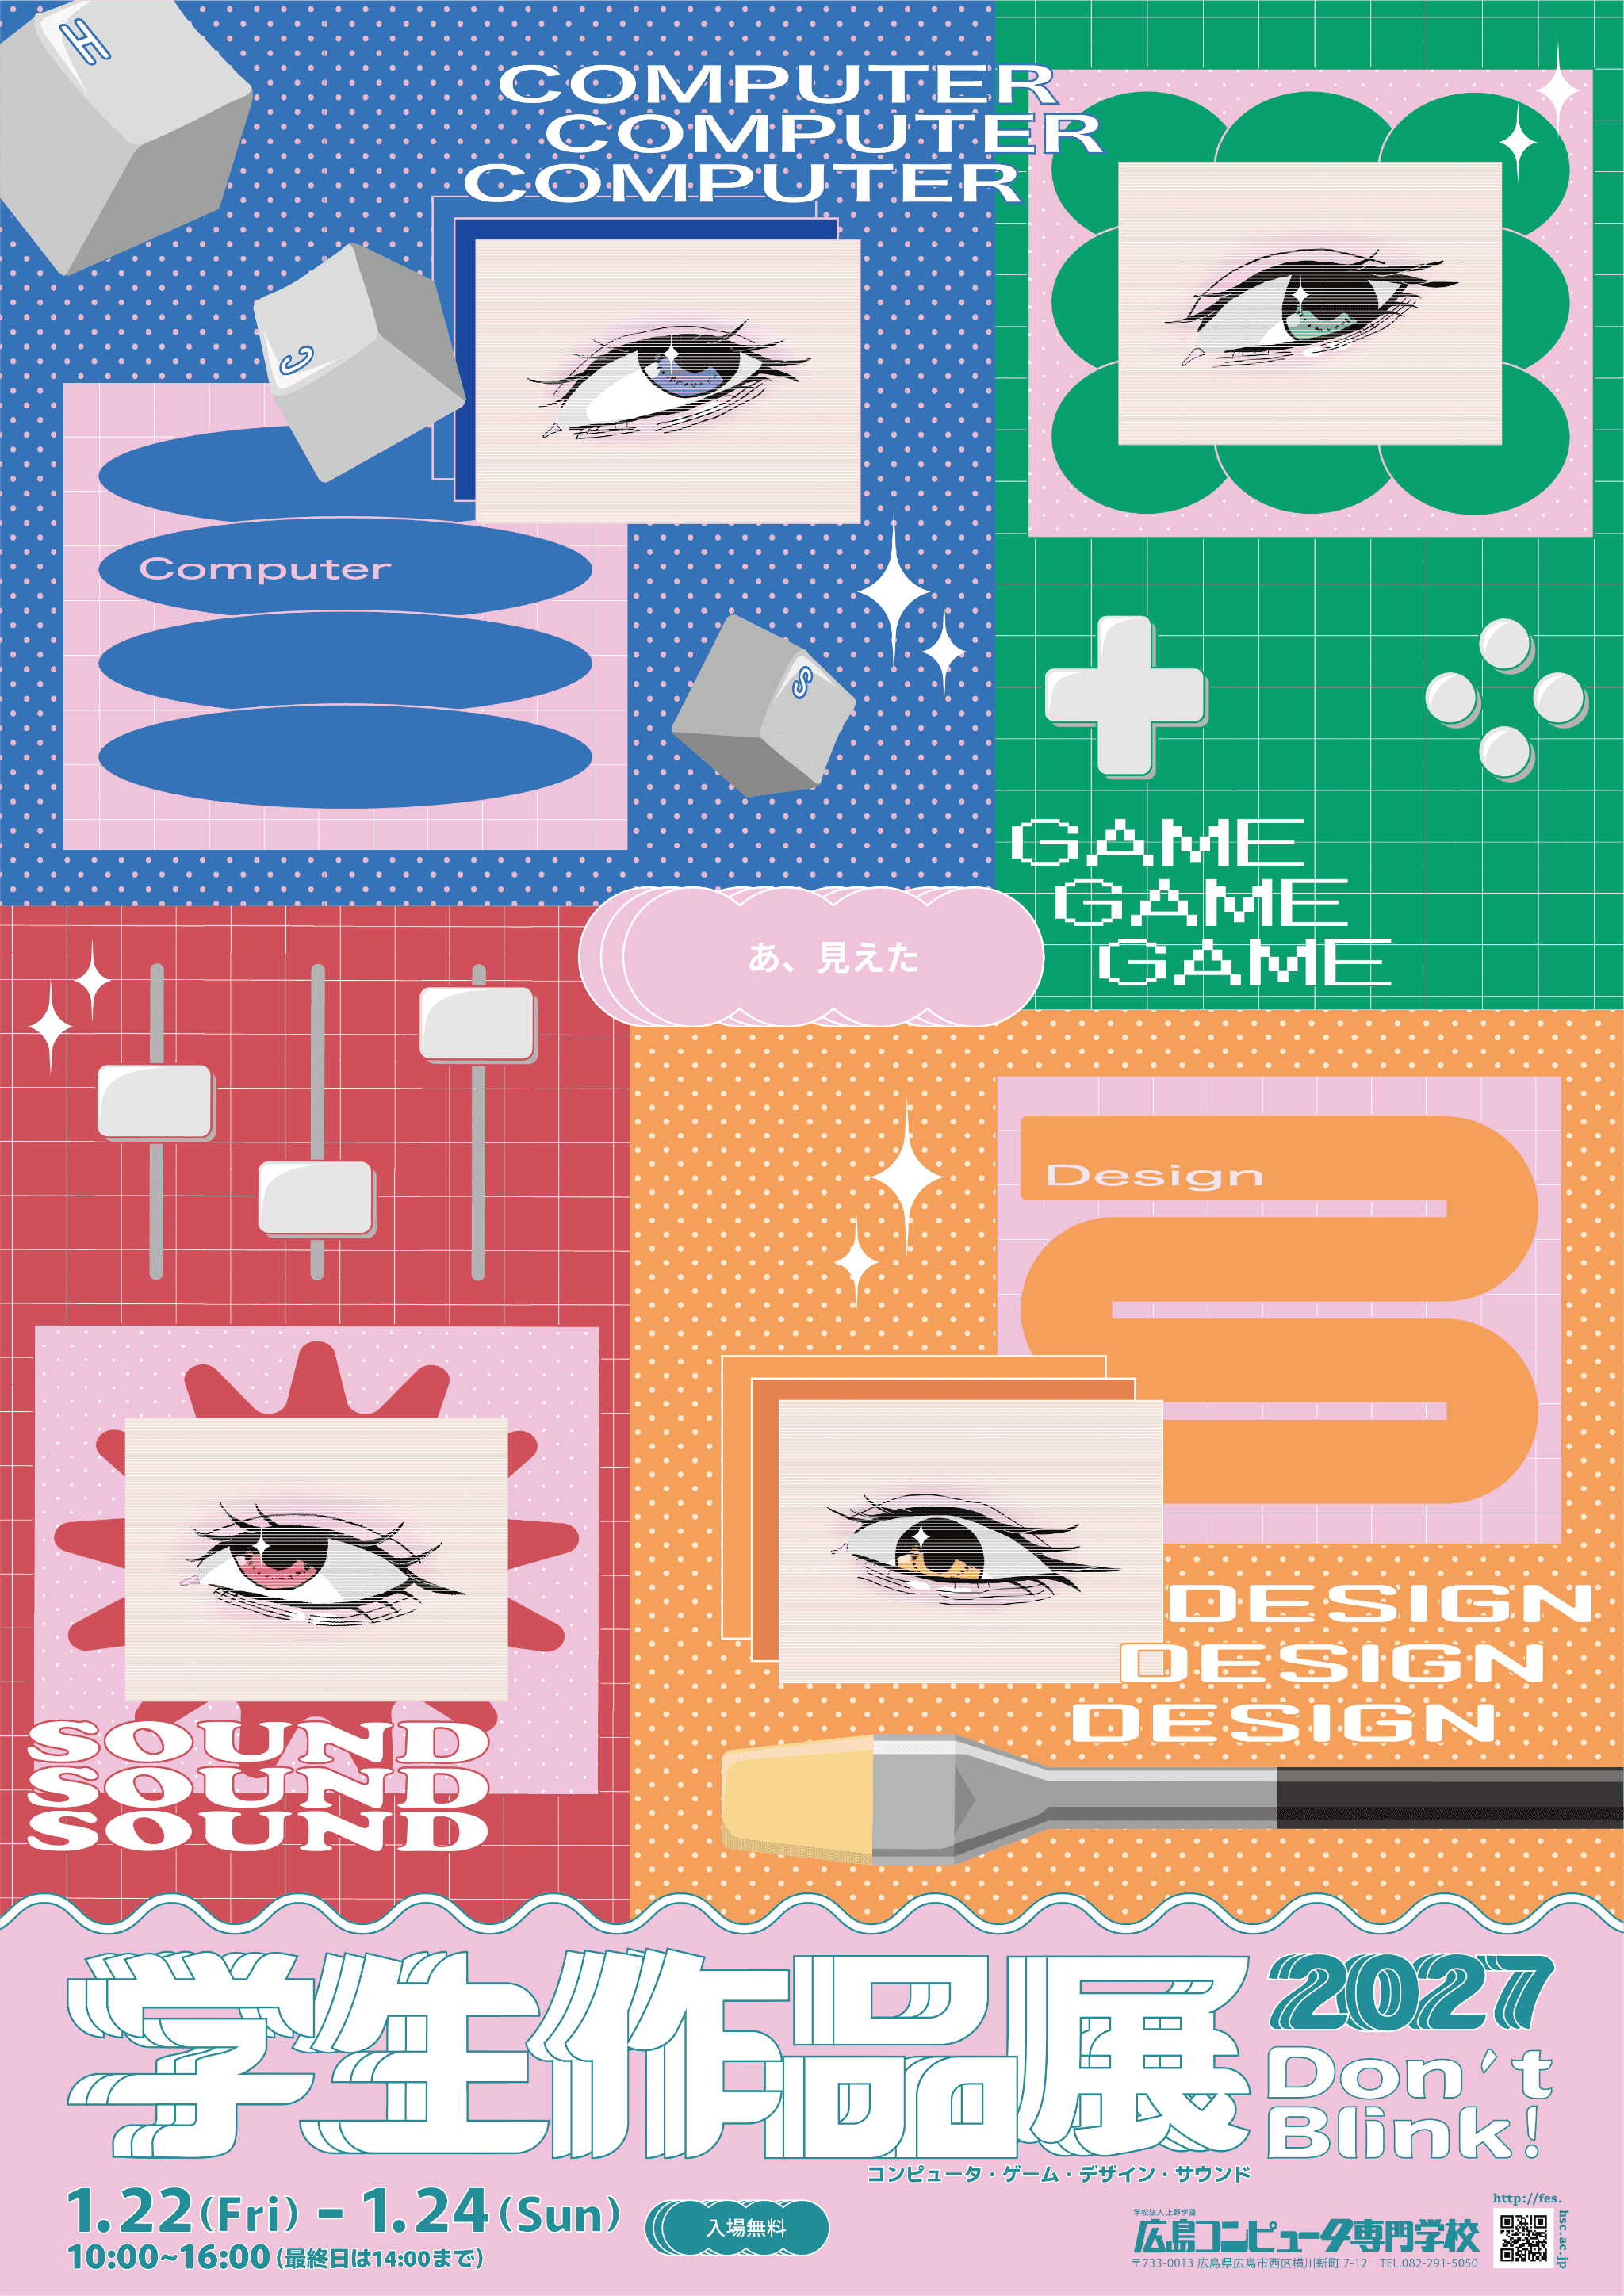 H
C
S
COMPUTER
COMPUTER
COMPUTER
Computer
GAME
GAME
GAME
あ、見えた
Design
DESIGN
DESIGN
DESIGN
SOUND
SOUND
SOUND
学生作品展
2027
Don't
Blink!
コンピュータ・ゲーム・デザイン・サウンド
1.22(Fri) - 1.24(Sun)
10:00~16:00(最終日は14:00まで)
入場無料
学校法人上野学園
広島コンピュータ専門学校
〒733-0013 広島県広島市西区横川新町 7-12 TEL.082-291-5050
http://fes.
hsc.ac.jp